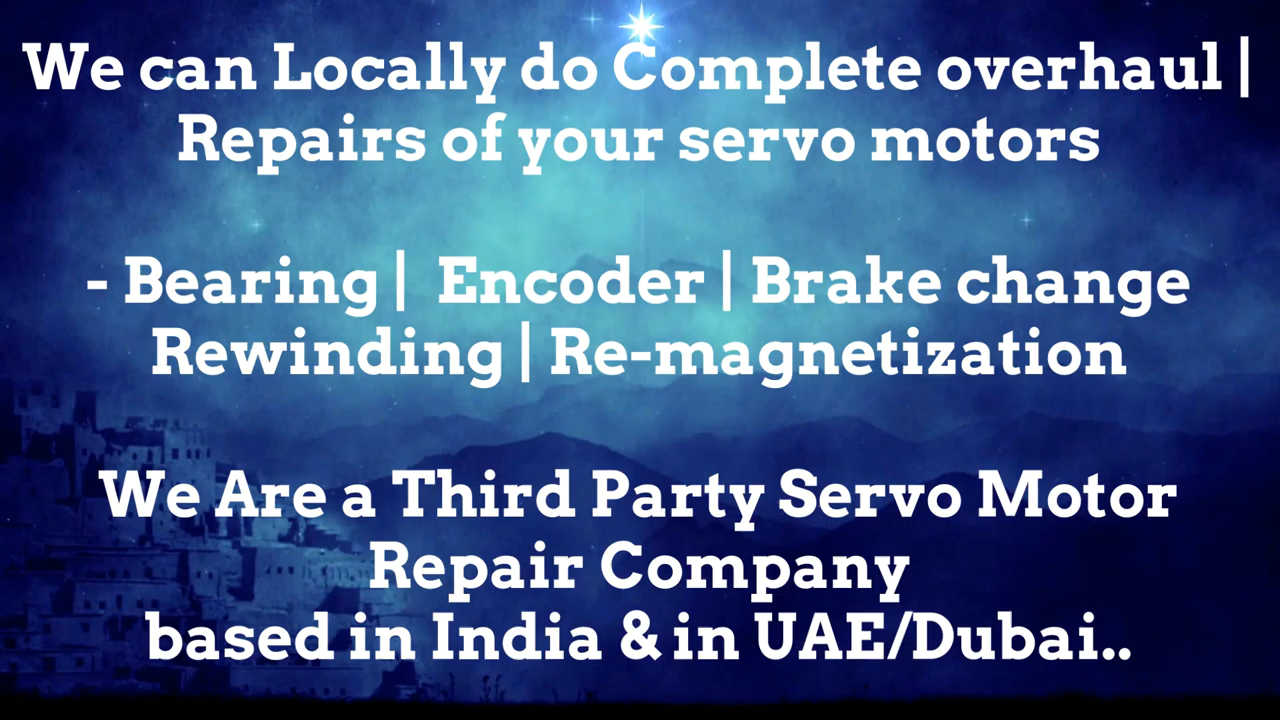 We can Locally do Complete overhaul |
Repairs of your servo motors
- Bearing | Encoder | Brake change
Rewinding | Re-magnetization
We Are a Third Party Servo Motor
Repair Company
based in India & in UAE/Dubai..